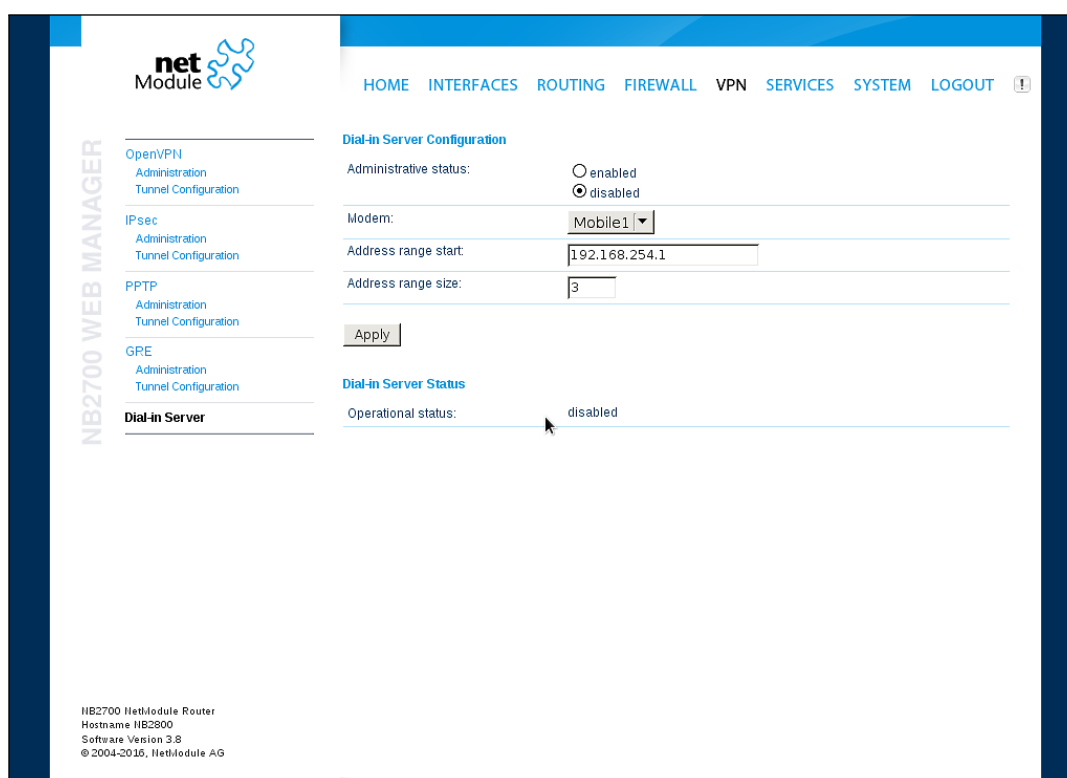 net
Module
HOME INTERFACES ROUTING FIREWALL VPN SERVICES SYSTEM LOGOUT !
NB2700 WEB MANAGER
OpenVPN
Administration
Tunnel Configuration
IPsec
Administration
Tunnel Configuration
PPTP
Administration
Tunnel Configuration
GRE
Administration
Tunnel Configuration
Dial-in Server
Dial-in Server Configuration
Administrative status:
enabled
disabled
Modem: Mobile1
Address range start: 192.168.254.1
Address range size: 3
Apply
Dial-in Server Status
Operational status: disabled
NB2700 NetModule Router
Hostname NB2800
Software Version 3.8
© 2004-2016, NetModule AG